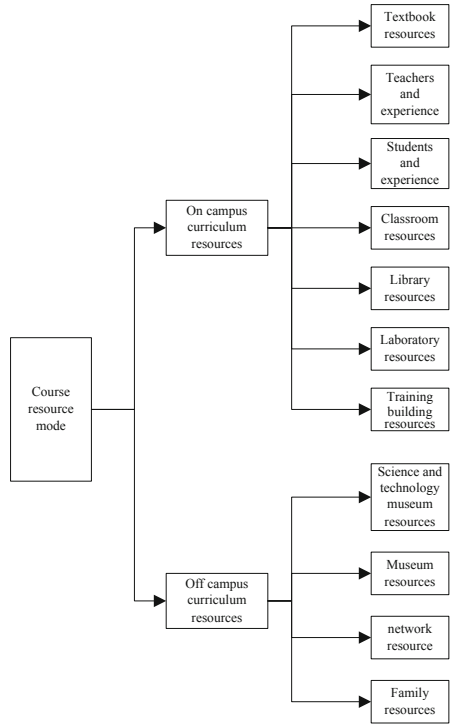 Textbook
resources
Teachers
and
experience
Students
and
experience
On campus
curriculum
resources
Classroom
resources
Library
resources
Laboratory
resources
Training
building
resources
Course
resource
mode
Science and
technology
museum
resources
Museum
resources
Off campus
curriculum
resources
network
resource
Family
resources